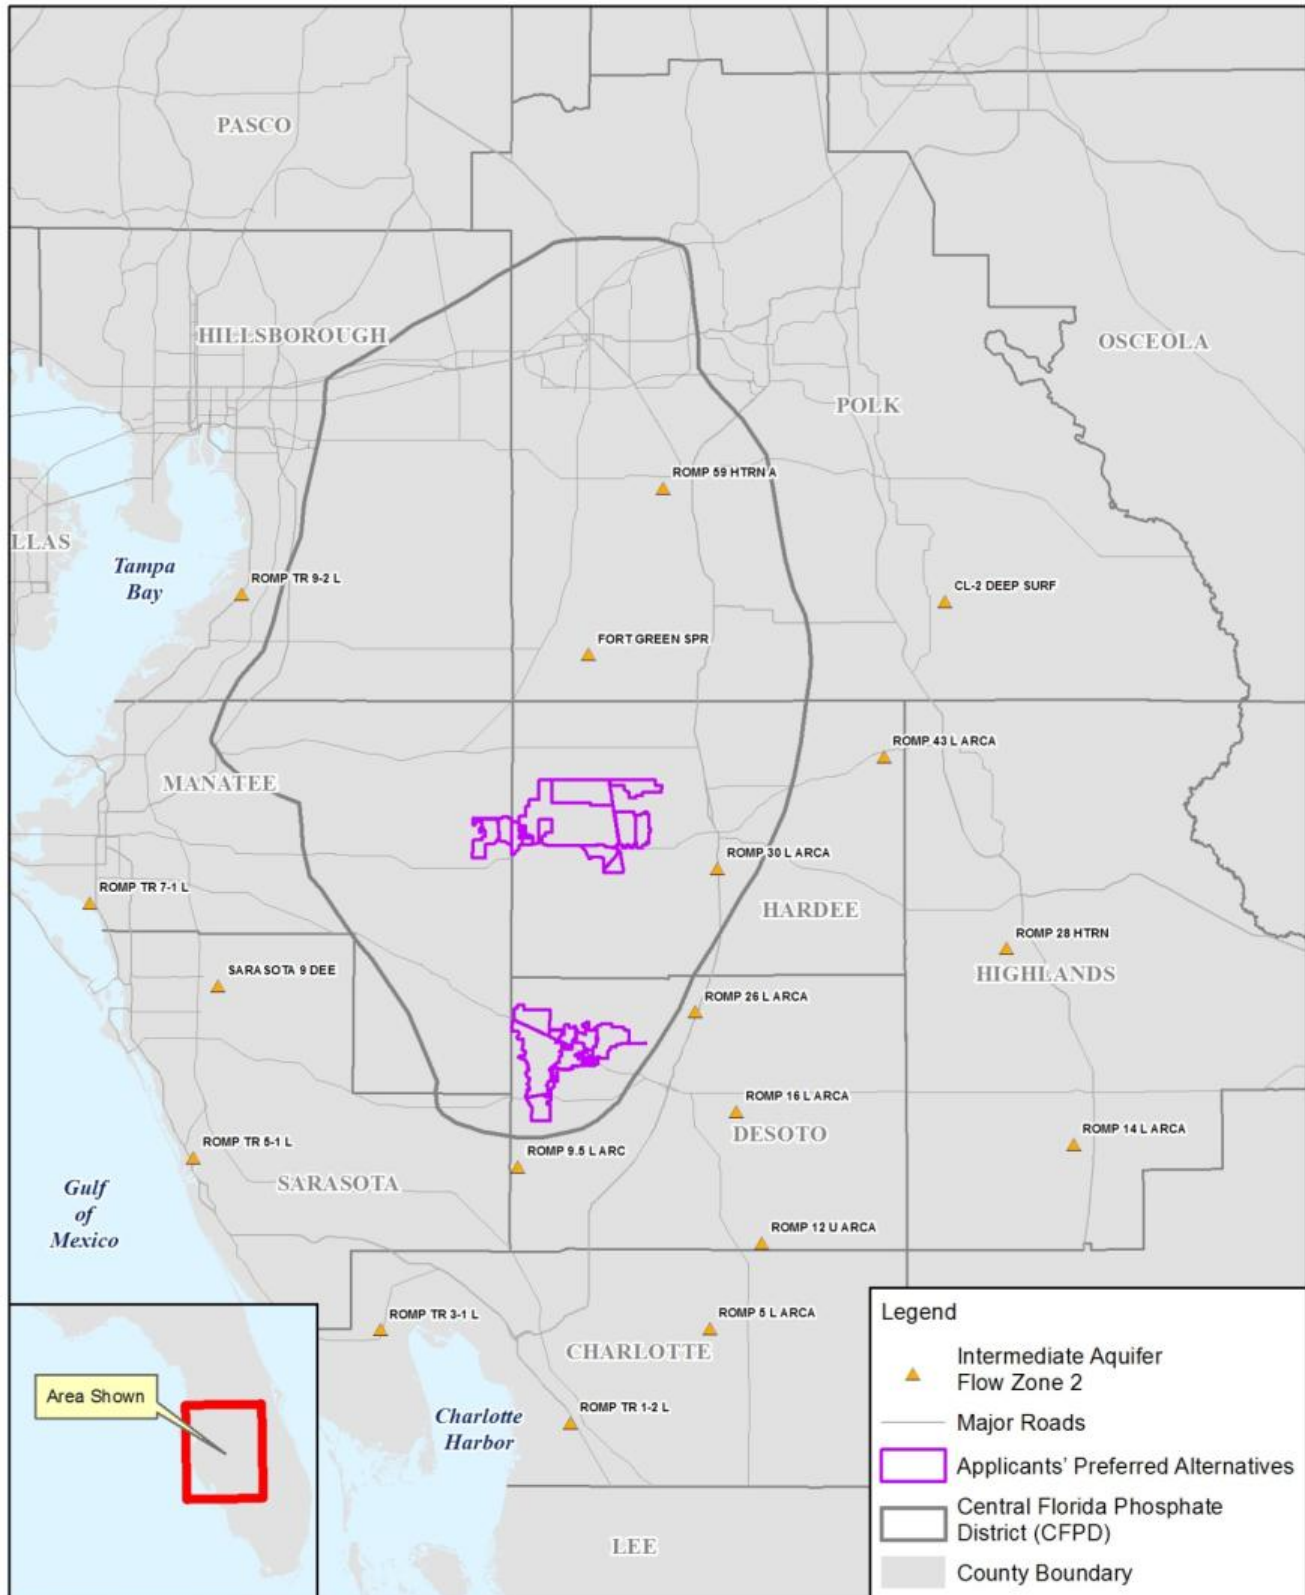 PASCO
HILLSBOROUGH
OSCEOLA
POLK
ROMP 59 HTRN A
LLAS
Tampa
Bay
ROMP TR 9-2 L
CL-2 DEEP SURF
FORT GREEN SPR
ROMP 43 L ARCA
MANATEE
ROMP 30 L ARCA
ROMP TR 7-1 L
HARDEE
ROMP 28 HTRN
SARASOTA 9 DEE
HIGHLANDS
ROMP 26 L ARCA
ROMP 16 L ARCA
DESOTO
ROMP 14 L ARCA
ROMP TR 5-1 L
ROMP 9.5 L ARC
SARASOTA
Gulf
of
Mexico
ROMP 12 U ARCA
ROMP TR 3-1 L
ROMP 5 L ARCA
CHARLOTTE
Charlotte
Harbor
ROMP TR 1-2 L
LEE
Area Shown
Legend
Intermediate Aquifer
Flow Zone 2
Major Roads
Applicants' Preferred Alternatives
Central Florida Phosphate
District (CFPD)
County Boundary